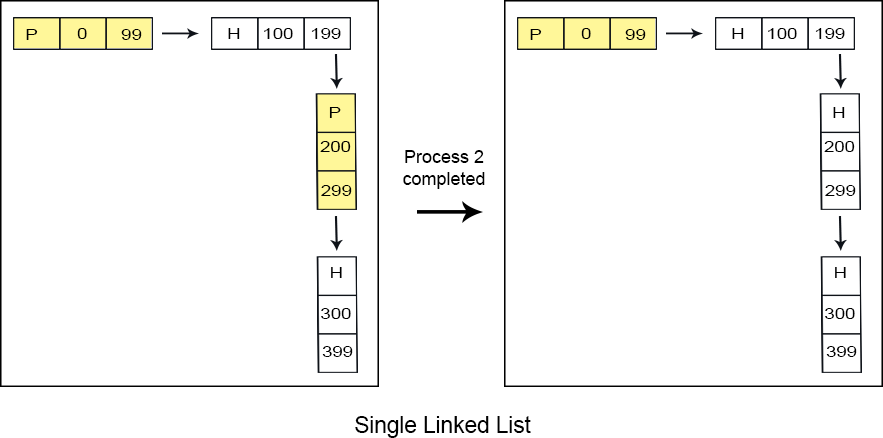 P 0 99 H 100 199
P
200
299
H
300
399
Process 2
completed
P 0 99 H 100 199
H
200
299
H
300
399
Single Linked List